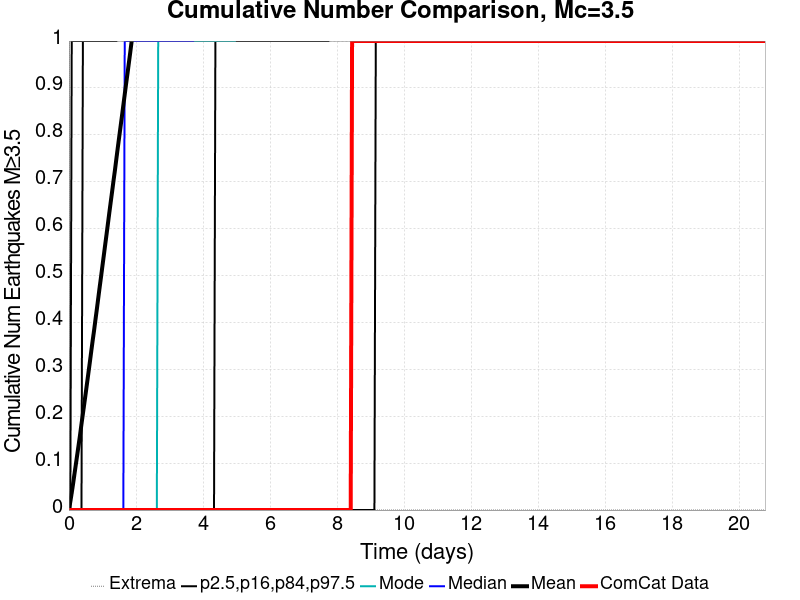 Cumulative Number Comparison, Mc=3.5
Cumulative Num Earthquakes M≥3.5
1
0.9
0.8
0.7
0.6
0.5
0.4
0.3
0.2
0.1
0
0 2 4 6 8 10 12 14 16 18 20
Time (days)
Extrema p2.5,p16,p84,p97.5 Mode Median Mean ComCat Data